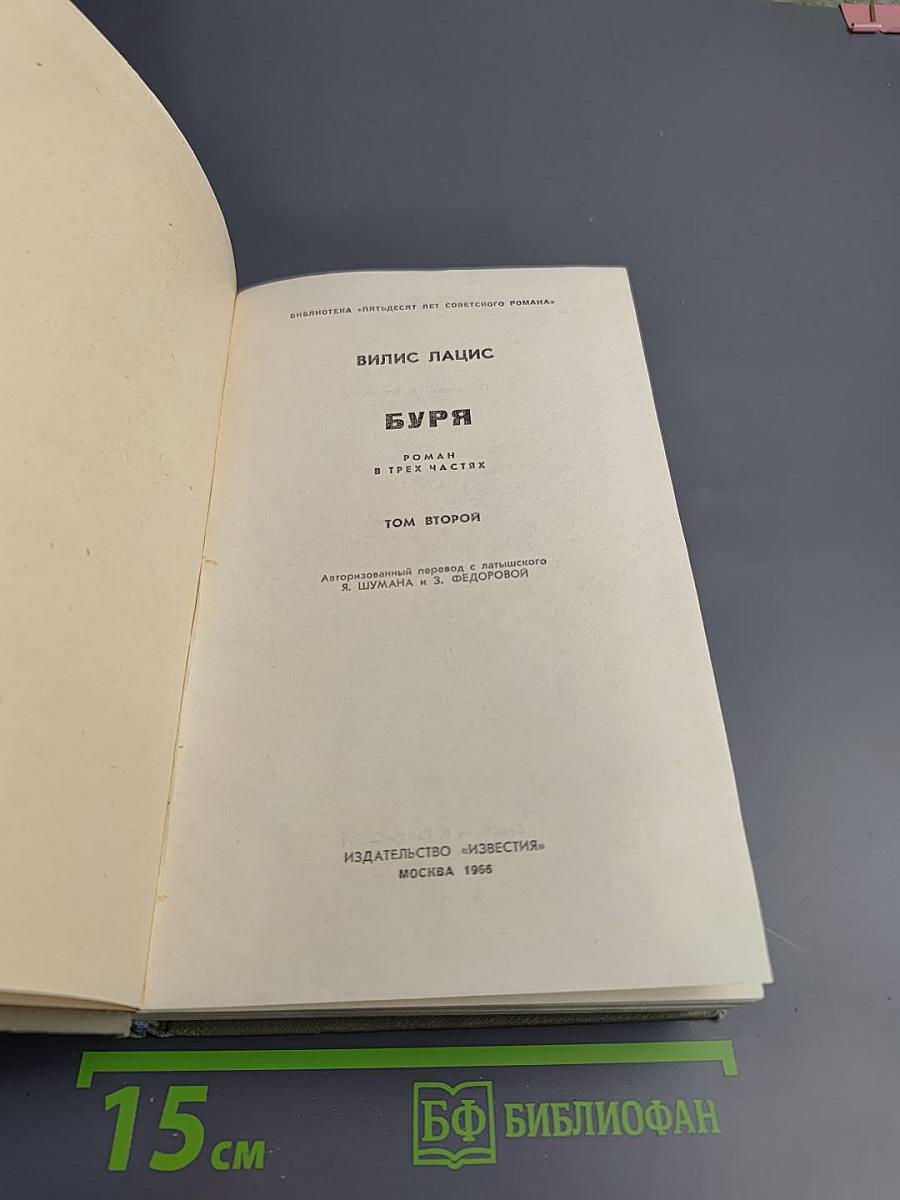 БИБЛИОТЕКА «ПЯТЬДЕСЯТ ЛЕТ СОВЕТСКОГО РОМАНА»
ВИЛИС ЛАЦИС
БУРЯ
РОМАН
В ТРЕХ ЧАСТЯХ
ТОМ ВТОРОЙ
Авторизованный перевод с латышского
Я. ШУМАНА и З. ФЕДОРОВОЙ
ИЗДАТЕЛЬСТВО «ИЗВЕСТИЯ»
МОСКВА 1966
15 см
БФ БИБЛИОФАН